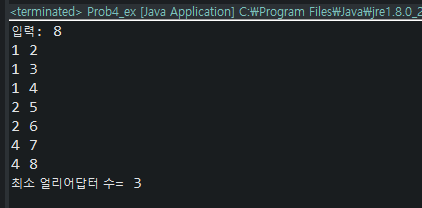 <terminated> Prob4_ex [Java Application] C:₩Program Files₩Java₩jre1.8.0_2
입력: 8
1 2
1 3
1 4
2 5
2 6
4 7
4 8
최소 얼리어답터 수= 3